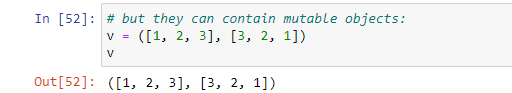 In [52]: # but they can contain mutable objects:
v = ([1, 2, 3], [3, 2, 1])
v
Out[52]: ([1, 2, 3], [3, 2, 1])